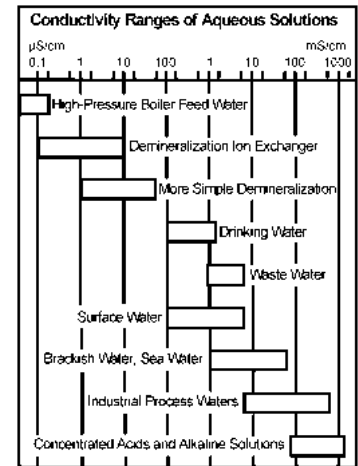 Conductivity Ranges of Aqueous Solutions
µS/cm mS/cm
0.1 1 10 100 1 10 100 1000
High-Pressure Boiler Feed Water
Demineralization Ion Exchanger
More Simple Demineralization
Drinking Water
Waste Water
Surface Water
Brackish Water, Sea Water
Industrial Process Waters
Concentrated Acids and Alkaline Solutions